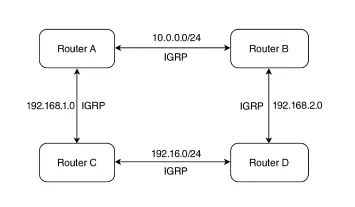 10.0.0.0/24
Router A
Router B
IGRP
192.168.1.0
IGRP
IGRP
192.168.2.0
192.16.0/24
Router C
Router D
IGRP